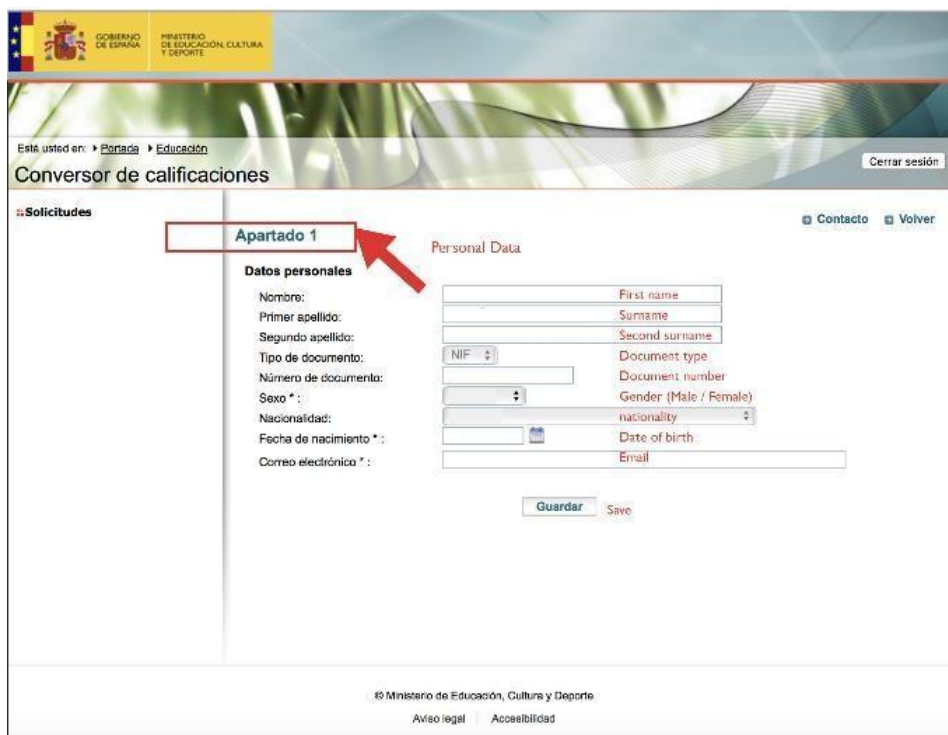 GOBIERNO
DE ESPAÑA
MINISTERIO
DE EDUCACIÓN, CULTURA
Y DEPORTE
Está usted en: Portada Educación
Conversor de calificaciones
Cerrar sesión
Solicitudes
Contacto Volver
Apartado 1
Personal Data
Datos personales
Nombre: First name
Primer apellido: Surname
Segundo apellido: Second surname
Tipo de documento: NIF Document type
Número de documento: Document number
Sexo * : Gender (Male / Female)
Nacionalidad: nationality
Fecha de nacimiento * : Date of birth
Correo electrónico * : Email
Guardar Save
© Ministerio de Educación, Cultura y Deporte
Aviso legal Accesibilidad